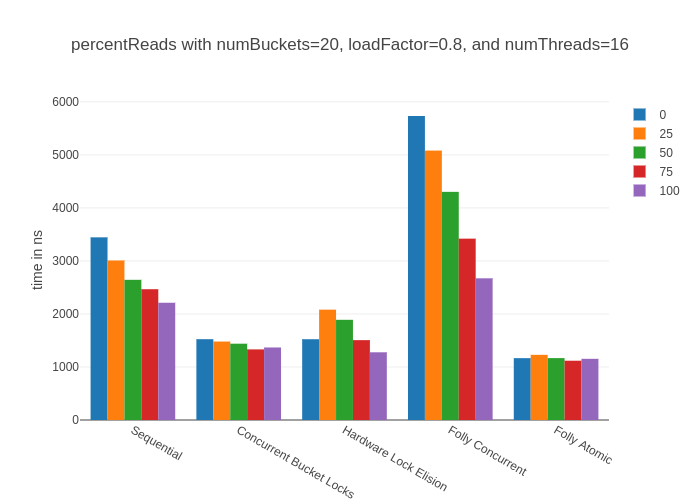 percentReads with numBuckets=20, loadFactor=0.8, and numThreads=16
time in ns
6000
5000
4000
3000
2000
1000
0
Sequential
Concurrent Bucket Locks
Hardware Lock Elision
Folly Concurrent
Folly Atomic
0
25
50
75
100